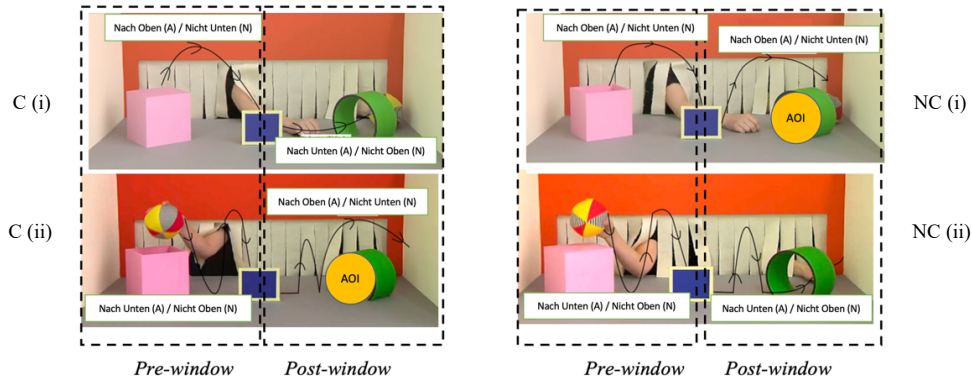 Nach Oben (A) / Nicht Unten (N)
C (i)
Nach Unten (A) / Nicht Oben (N)
Nach Oben (A) / Nicht Unten (N)
C (ii)
AOI
Nach Unten (A) / Nicht Oben (N)
Pre-window
Post-window
Nach Oben (A) / Nicht Unten (N)
Nach Oben (A) / Nicht Unten (N)
NC (i)
AOI
NC (ii)
Nach Unten (A) / Nicht Oben (N)
Nach Unten (A) / Nicht Oben (N)
Pre-window
Post-window